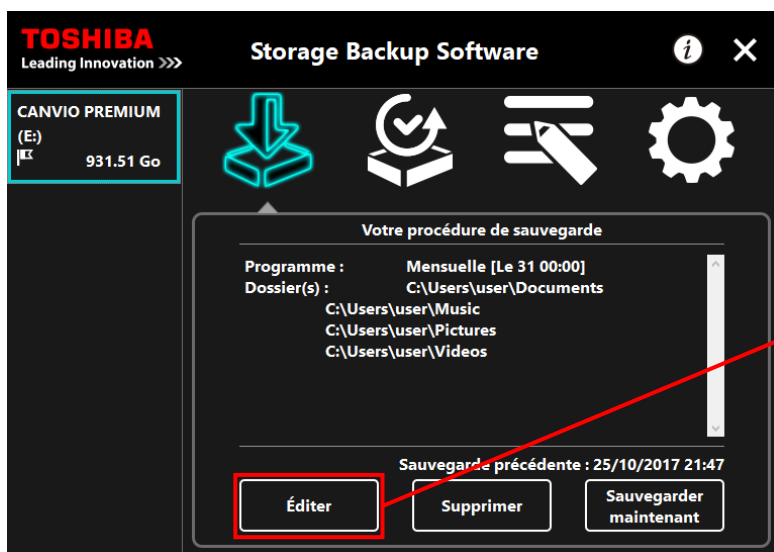 TOSHIBA
Leading Innovation >>>
Storage Backup Software
i
CANVIO PREMIUM
(E:)
931.51 Go
Votre procédure de sauvegarde
Programme : Mensuelle [Le 31 00:00]
Dossier(s) : C:\Users\user\Documents
C:\Users\user\Music
C:\Users\user\Pictures
C:\Users\user\Videos
Sauvegarde précédente : 25/10/2017 21:47
Éditer
Supprimer
Sauvegarder
maintenant